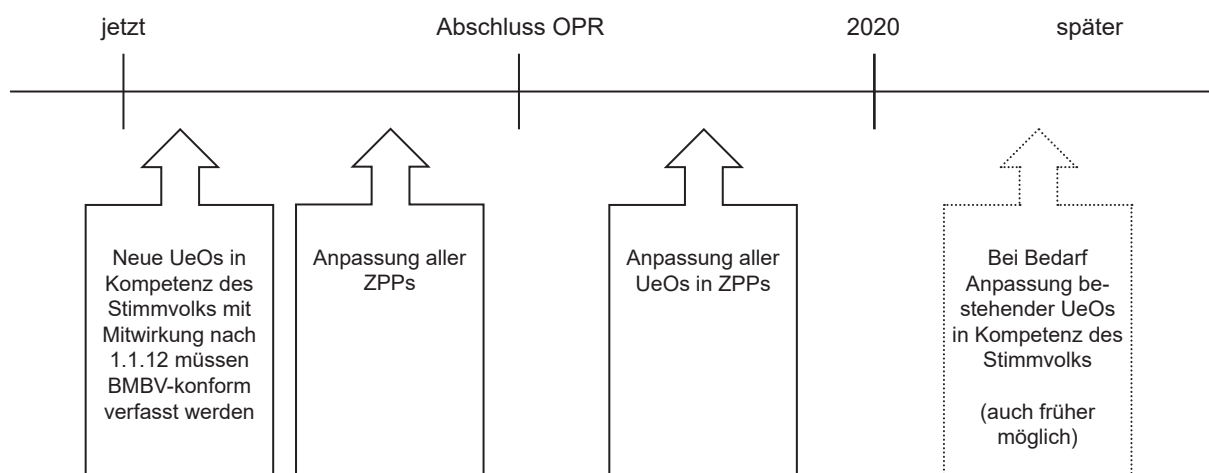 jetzt
Abschluss OPR
2020
später
Neue UeOs in
Kompetenz des
Stimmvolks mit
Mitwirkung nach
1.1.12 müssen
BMBV-konform
verfasst werden
Anpassung aller
ZPPs
Anpassung aller
UeOs in ZPPs
Bei Bedarf
Anpassung be-
stehender UeOs
in Kompetenz des
Stimmvolks
(auch früher
möglich)